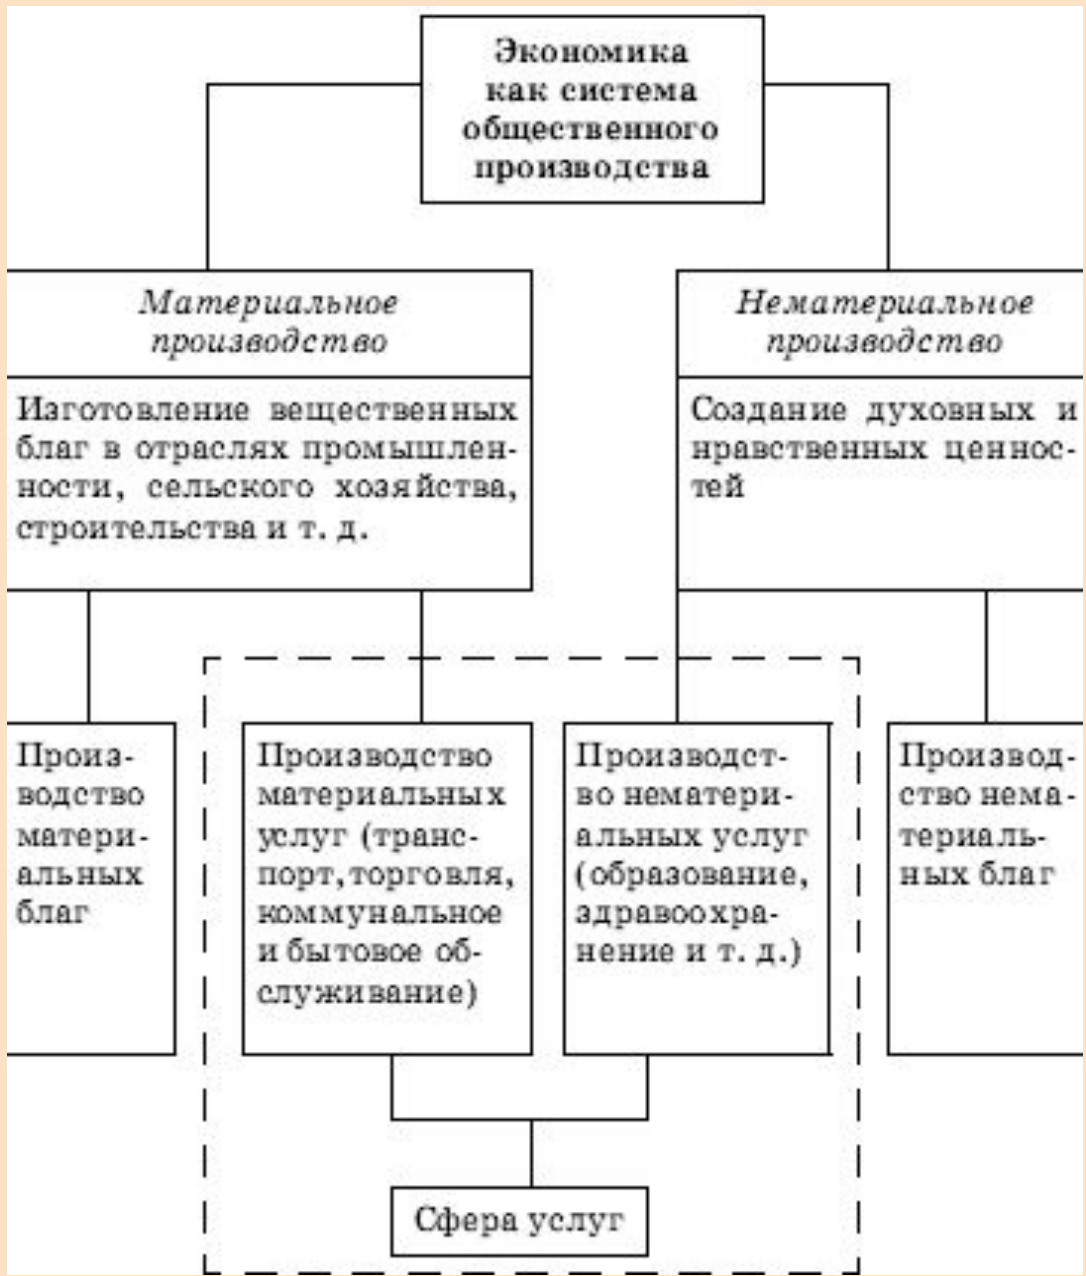 Экономика
как система
общественного
производства
Материальное
производство
Изготовление вещественных
благ в отраслях промышлен-
ности, сельского хозяйства,
строительства и т. д.
Нематериальное
производство
Создание духовных и
нравственных ценнос-
тей
Произ-
водство
матери-
альных
благ
Производство
материальных
услуг (транс-
порт,торговля,
коммунальное
и бытовое об-
служивание)
Производст-
во нематери-
альных услуг
(образование,
здравоохра-
нение и т. д.)
Производ-
ство нема-
териаль-
ных благ
Сфера услуг